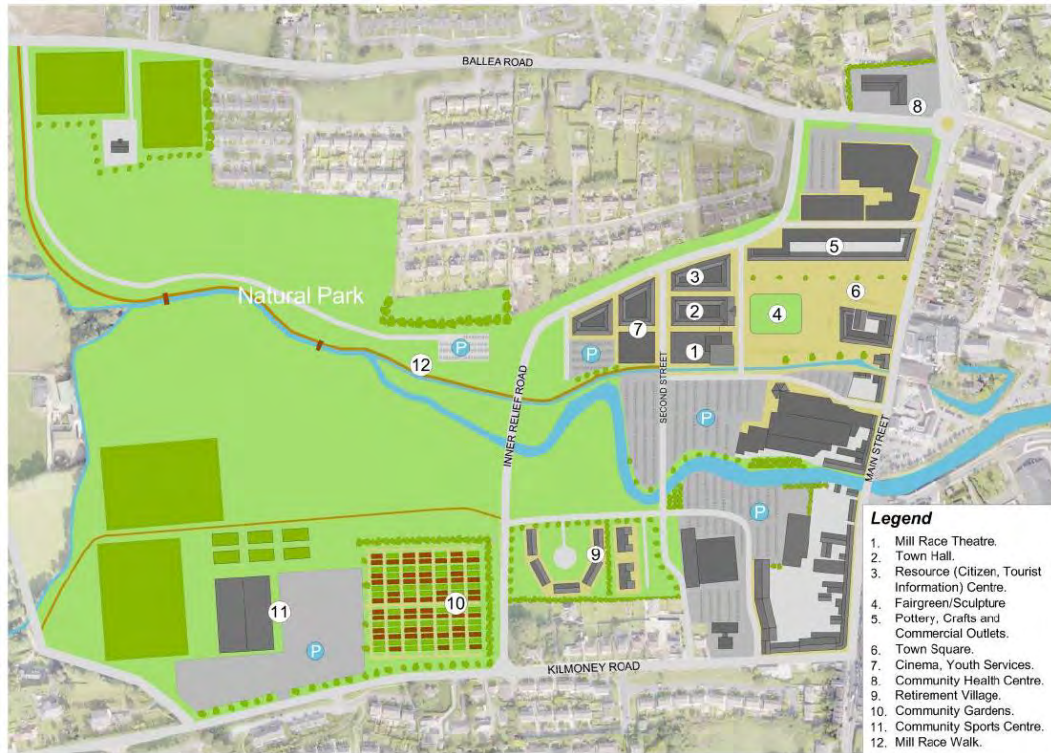 BALLEA ROAD
8
5
Natural Park
3
6
7
2
4
1
P
P
12
INNER RELIEF ROAD
SECOND STREET
P
MAIN STREET
P
9
10
11
P
KILMONEY ROAD
Legend
1. Mill Race Theatre.
2. Town Hall.
3. Resource (Citizen, Tourist
Information) Centre.
4. Fairgreen/Sculpture
5. Pottery, Crafts and
Commercial Outlets.
6. Town Square.
7. Cinema, Youth Services.
8. Community Health Centre.
9. Retirement Village.
10. Community Gardens.
11. Community Sports Centre.
12. Mill Race Walk.